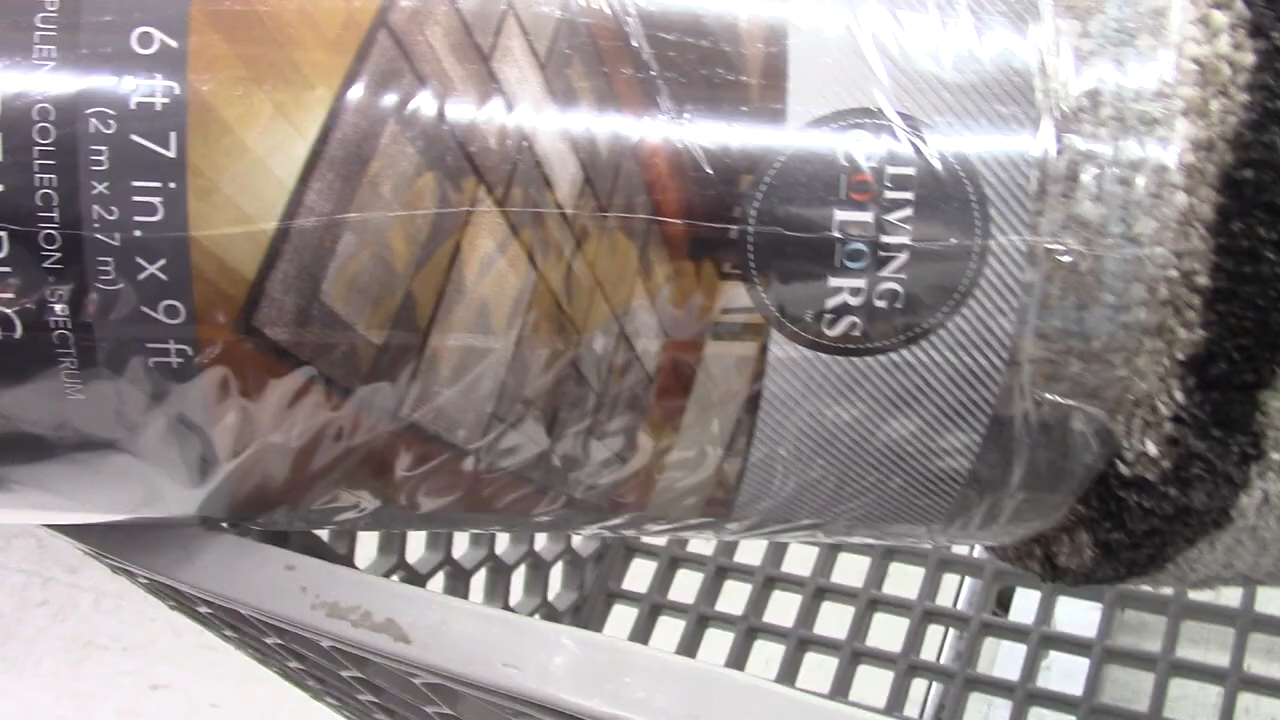 LIVING
COLORS
6 ft 7 in. x 9 ft
(2 m x 2.7 m)
COLLECTION SPECTRUM